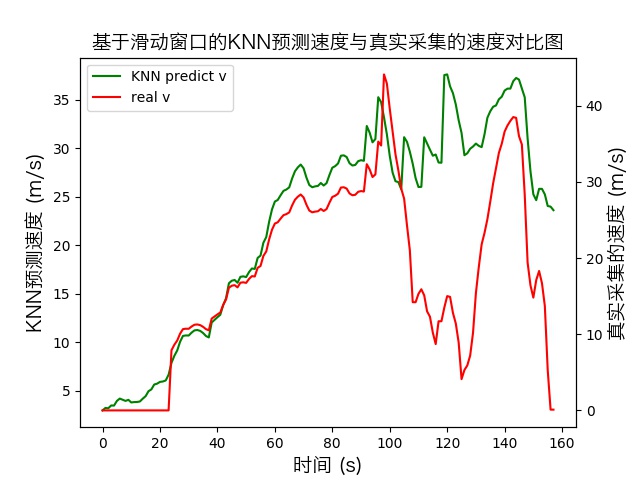 基于滑动窗口的KNN预测速度与真实采集的速度对比图
KNN predict v
real v
KNN预测速度 (m/s)
35
30
25
20
15
10
5
40
30
20
10
0
真实采集的速度 (m/s)
0 20 40 60 80 100 120 140 160
时间 (s)